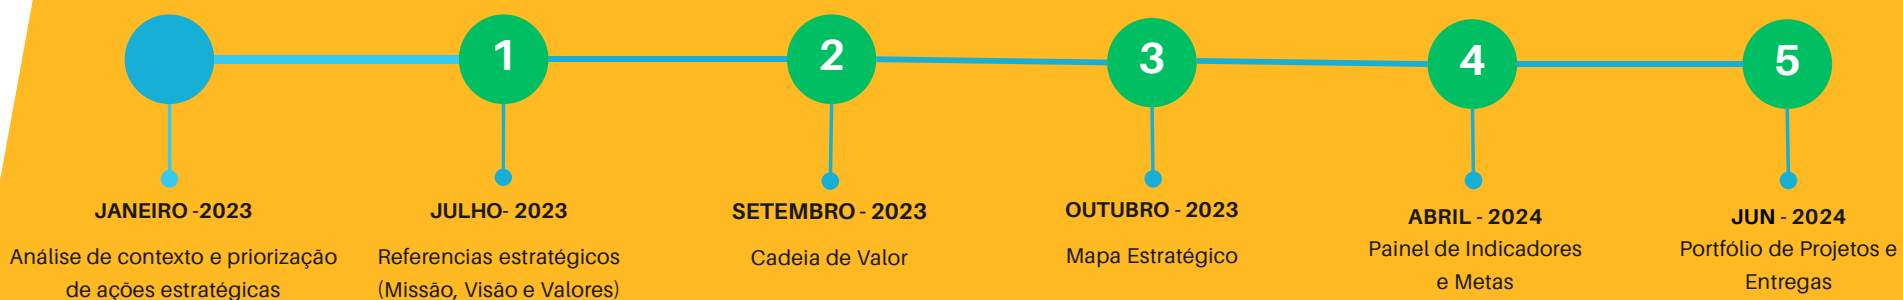 1
2
3
4
5
JANEIRO -2023
Análise de contexto e priorização
de ações estratégicas
JULHO- 2023
Referencias estratégicos
(Missão, Visão e Valores)
SETEMBRO - 2023
Cadeia de Valor
OUTUBRO - 2023
Mapa Estratégico
ABRIL - 2024
Painel de Indicadores
e Metas
JUN - 2024
Portfólio de Projetos e
Entregas